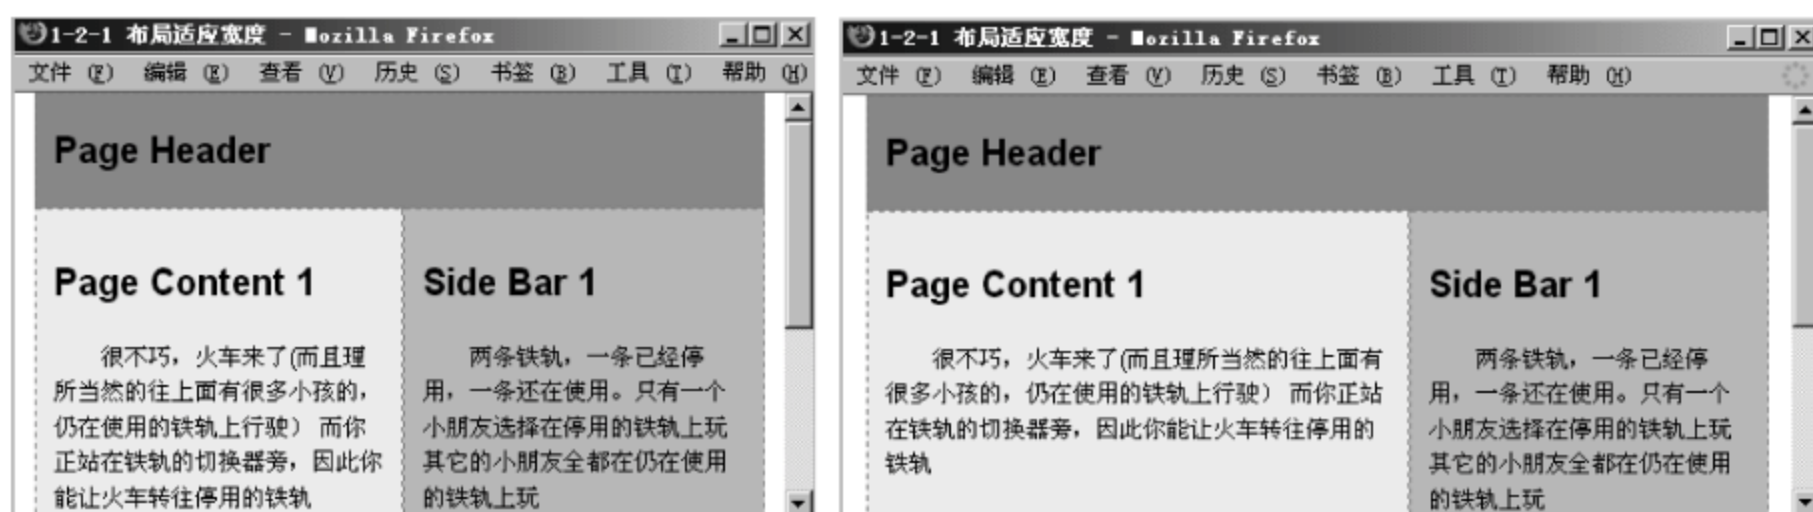 1-2-1 布局适应宽度 - Mozilla Firefox
文件 (F) 编辑 (E) 查看 (V) 历史 (S) 书签 (B) 工具 (T) 帮助 (H)
Page Header
Page Content 1
很不巧，火车来了(而且理
所当然的往上面有很多小孩的，
仍在使用的铁轨上行驶） 而你
正站在铁轨的切换器旁，因此你
能让火车转往停用的铁轨
Side Bar 1
两条铁轨，一条已经停
用，一条还在使用。只有一个
小朋友选择在停用的铁轨上玩
其它的小朋友全都在仍在使用
的铁轨上玩
1-2-1 布局适应宽度 - Mozilla Firefox
文件 (F) 编辑 (E) 查看 (V) 历史 (S) 书签 (B) 工具 (T) 帮助 (H)
Page Header
Page Content 1
很不巧，火车来了(而且理所当然的往上面有
很多小孩的，仍在使用的铁轨上行驶） 而你正站
在铁轨的切换器旁，因此你能让火车转往停用的
铁轨
Side Bar 1
两条铁轨，一条已经停
用，一条还在使用。只有一个
小朋友选择在停用的铁轨上玩
其它的小朋友全都在仍在使用
的铁轨上玩